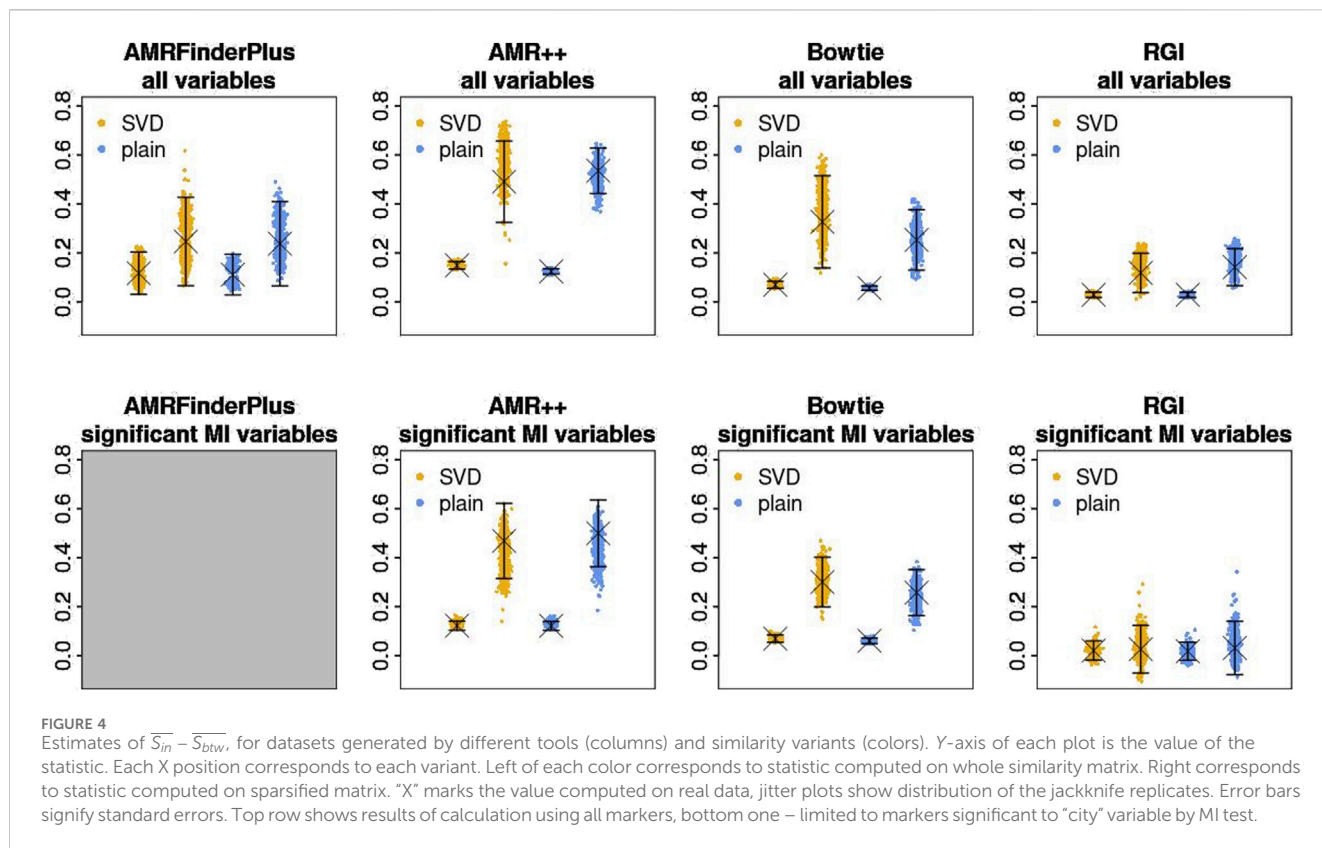 AMRFinderPlus
all variables
AMR++
all variables
Bowtie
all variables
RGI
all variables
0.8
0.6
0.4
0.2
0.0
SVD
plain
0.8
0.6
0.4
0.2
0.0
SVD
plain
0.8
0.6
0.4
0.2
0.0
SVD
plain
0.8
0.6
0.4
0.2
0.0
SVD
plain
AMRFinderPlus
significant MI variables
AMR++
significant MI variables
Bowtie
significant MI variables
RGI
significant MI variables
0.8
0.6
0.4
0.2
0.0
0.8
0.6
0.4
0.2
0.0
SVD
plain
0.8
0.6
0.4
0.2
0.0
SVD
plain
0.8
0.6
0.4
0.2
0.0
SVD
plain
FIGURE 4
Estimates of S̅i̅n̅ – S̅b̅t̅w̅, for datasets generated by different tools (columns) and similarity variants (colors). Y-axis of each plot is the value of the
statistic. Each X position corresponds to each variant. Left of each color corresponds to statistic computed on whole similarity matrix. Right corresponds
to statistic computed on sparsified matrix. “X” marks the value computed on real data, jitter plots show distribution of the jackknife replicates. Error bars
signify standard errors. Top row shows results of calculation using all markers, bottom one – limited to markers significant to “city” variable by MI test.